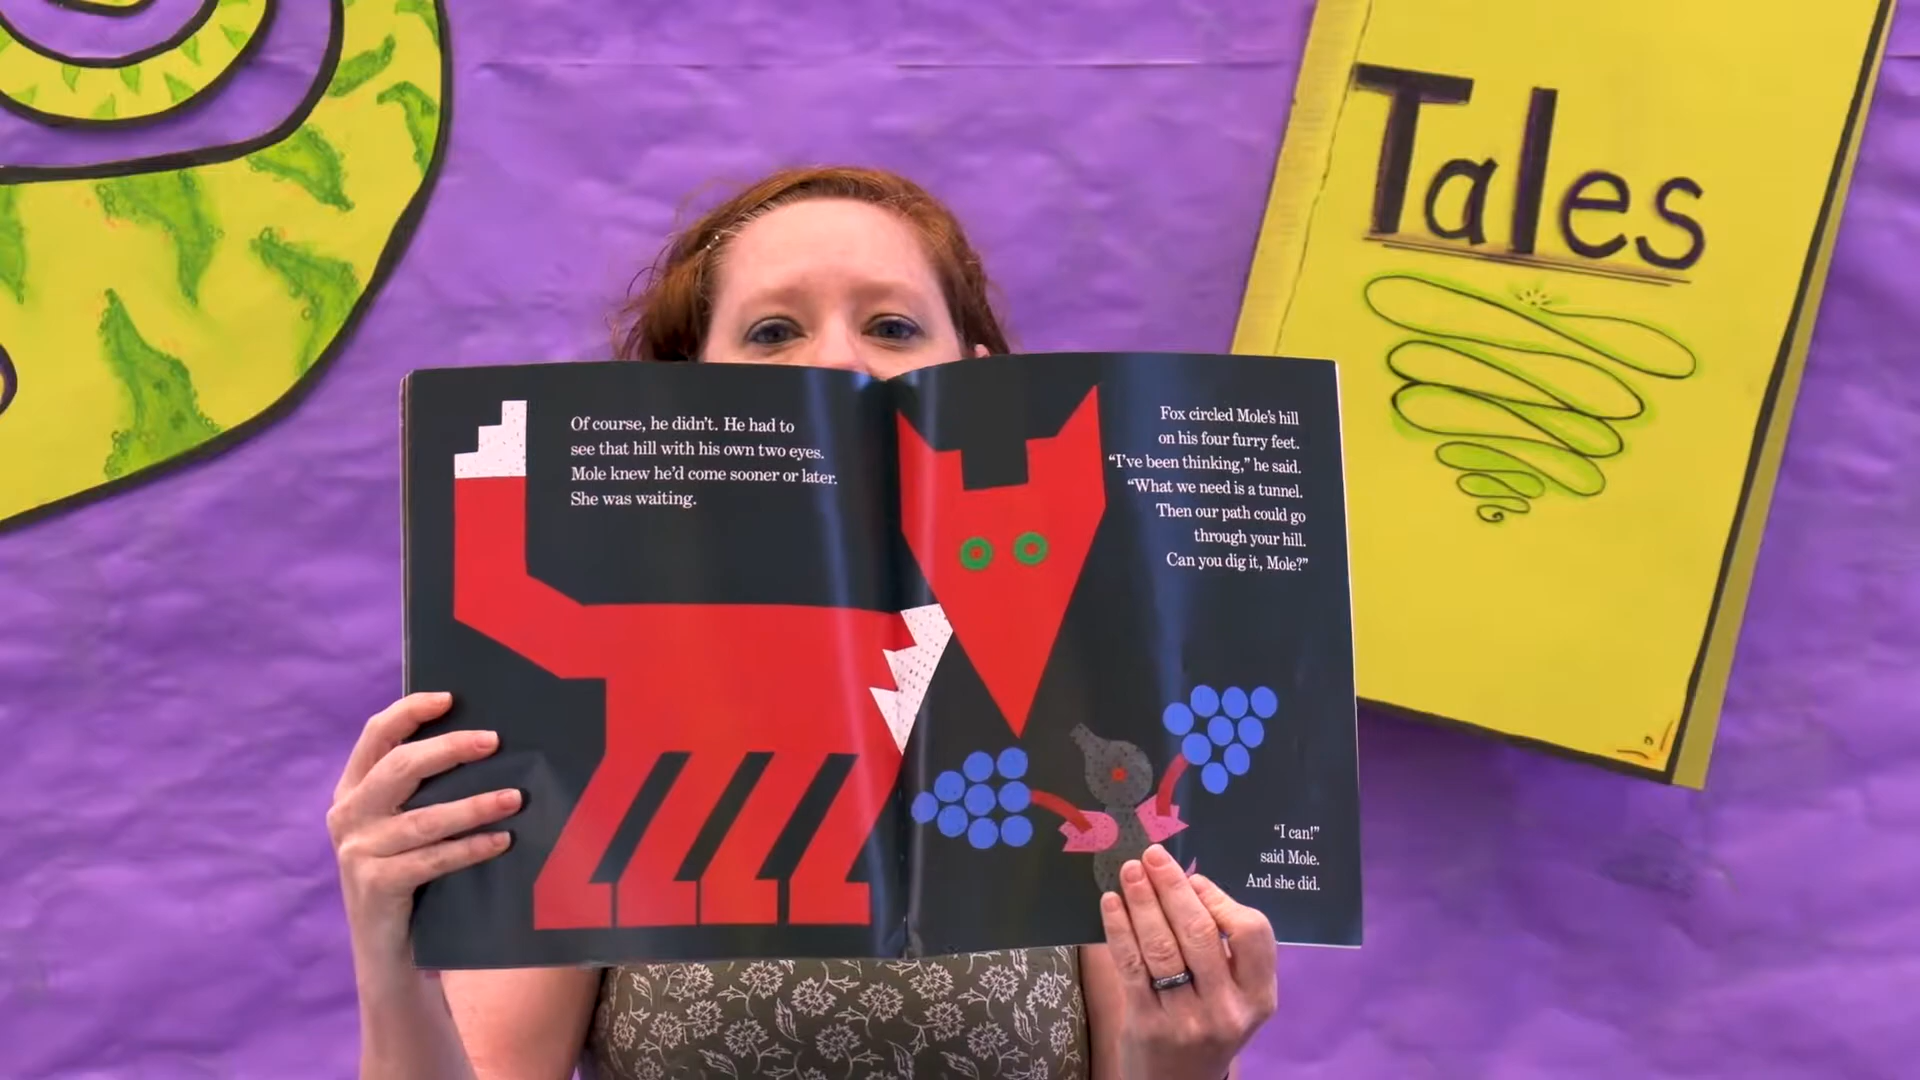 Tales
Of course, he didn't. He had to
see that hill with his own two eyes.
Mole knew he'd come sooner or later.
She was waiting.
Fox circled Mole's hill
on his four furry feet.
“I've been thinking,” he said.
“What we need is a tunnel.
Then our path could go
through your hill.
Can you dig it, Mole?”
“I can!”
said Mole.
And she did.